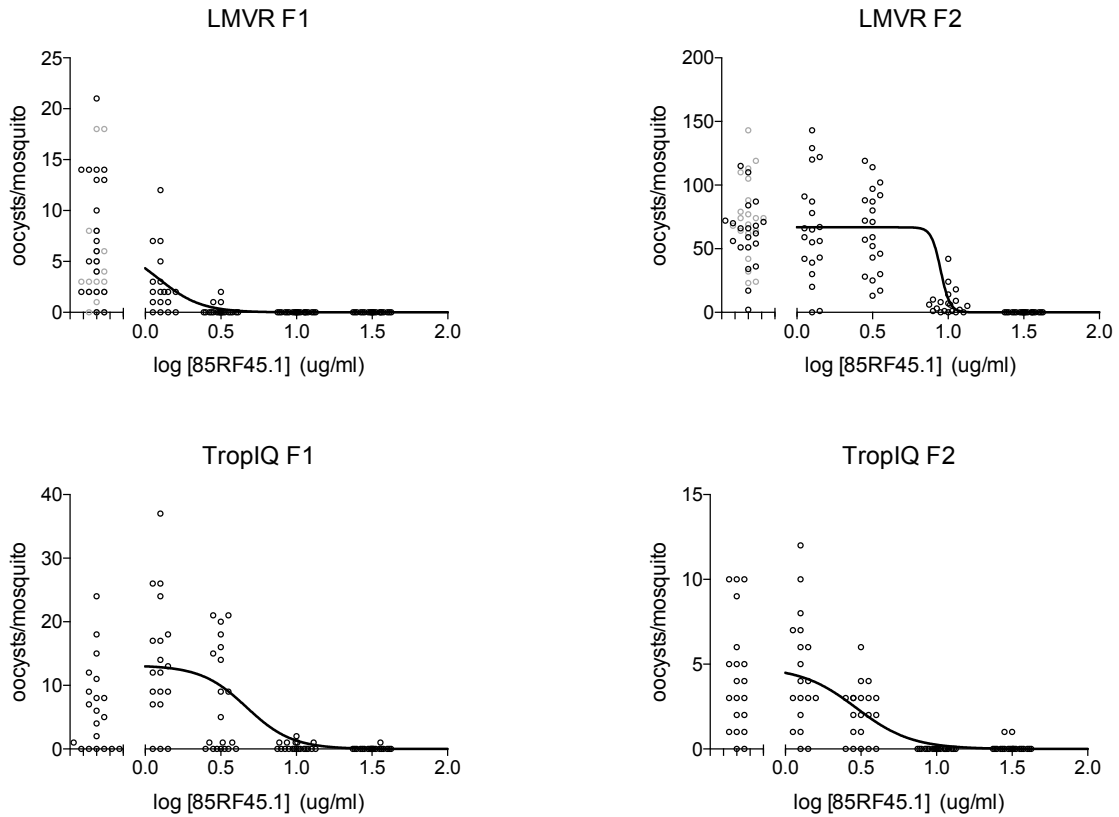 LMVR F1
25
20
15
10
5
0
oocysts/mosquito
0.0 0.5 1.0 1.5 2.0
log [85RF45.1] (ug/ml)
LMVR F2
200
150
100
50
0
oocysts/mosquito
0.0 0.5 1.0 1.5 2.0
log [85RF45.1] (ug/ml)
TropIQ F1
40
30
20
10
0
oocysts/mosquito
0.0 0.5 1.0 1.5 2.0
log [85RF45.1] (ug/ml)
TropIQ F2
15
10
5
0
oocysts/mosquito
0.0 0.5 1.0 1.5 2.0
log [85RF45.1] (ug/ml)